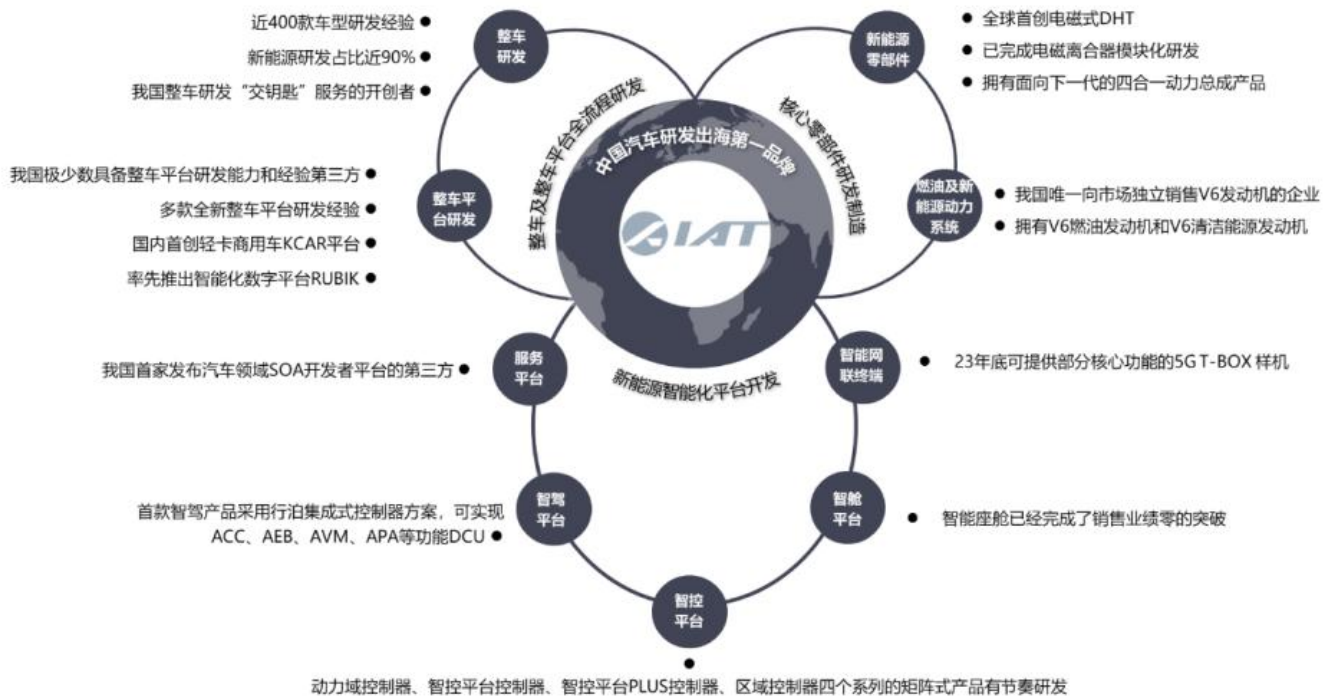 近400款车型研发经验
新能源研发占比近90%
我国整车研发“交钥匙”服务的开创者
整车
研发
新能源
零部件
全球首创电磁式DHT
已完成电磁离合器模块化研发
拥有面向下一代的四合一动力总成产品
整车及整车平台全流程研发
中国汽车研发出海第一品牌
核心零部件研发制造
IAT
我国极少数具备整车平台研发能力和经验第三方
多款全新整车平台研发经验
国内首创轻卡商用车KCAR平台
率先推出智能化数字平台RUBIK
整车平
台研发
燃油及新
能源动力
系统
我国唯一向市场独立销售V6发动机的企业
拥有V6燃油发动机和V6清洁能源发动机
新能源智能化平台开发
我国首家发布汽车领域SOA开发者平台的第三方
服务
平台
智能网
联终端
23年底可提供部分核心功能的5G T-BOX 样机
首款智驾产品采用行泊集成式控制器方案，可实现
ACC、AEB、AVM、APA等功能DCU
智驾
平台
智舱
平台
智能座舱已经完成了销售业绩零的突破
智控
平台
动力域控制器、智控平台控制器、智控平台PLUS控制器、区域控制器四个系列的矩阵式产品有节奏研发